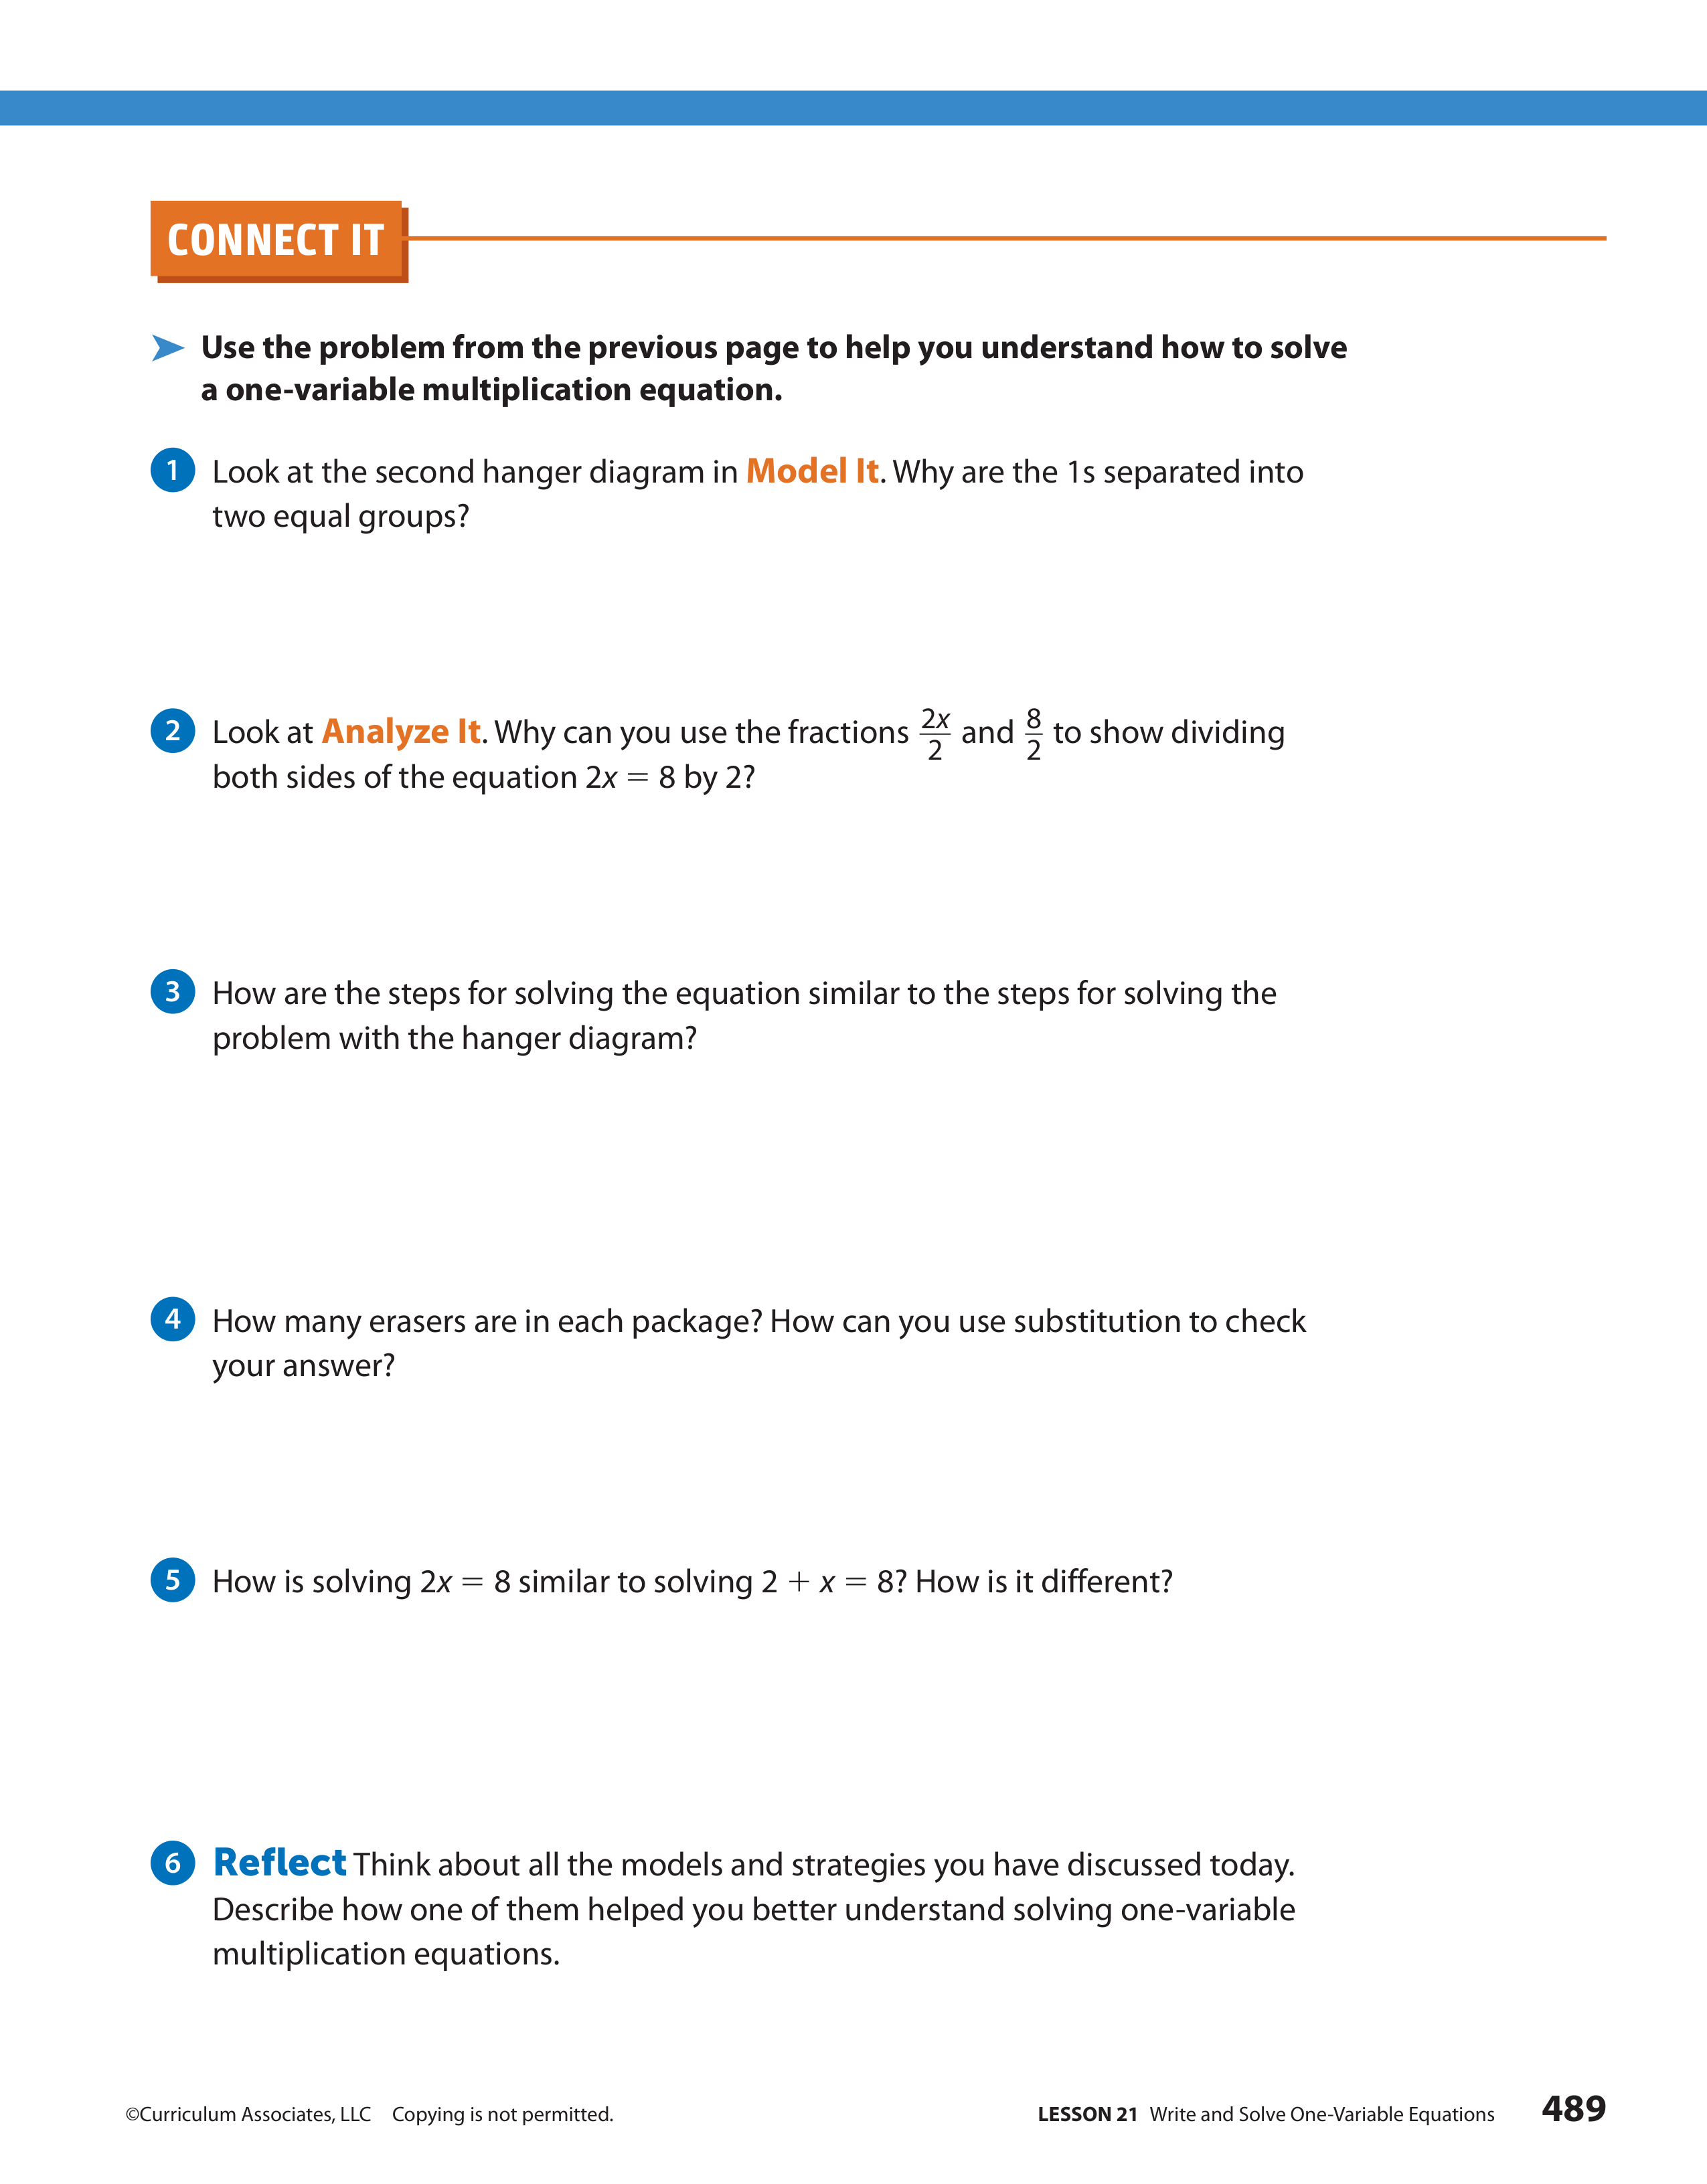 CONNECT IT
Use the problem from the previous page to help you understand how to solve
a one-variable multiplication equation.
1 Look at the second hanger diagram in Model It. Why are the 1s separated into
two equal groups?
2 Look at Analyze It. Why can you use the fractions 2x/2 and 8/2 to show dividing
both sides of the equation 2x = 8 by 2?
3 How are the steps for solving the equation similar to the steps for solving the
problem with the hanger diagram?
4 How many erasers are in each package? How can you use substitution to check
your answer?
5 How is solving 2x = 8 similar to solving 2 + x = 8? How is it different?
6 Reflect Think about all the models and strategies you have discussed today.
Describe how one of them helped you better understand solving one-variable
multiplication equations.
©Curriculum Associates, LLC Copying is not permitted. LESSON 21 Write and Solve One-Variable Equations 489